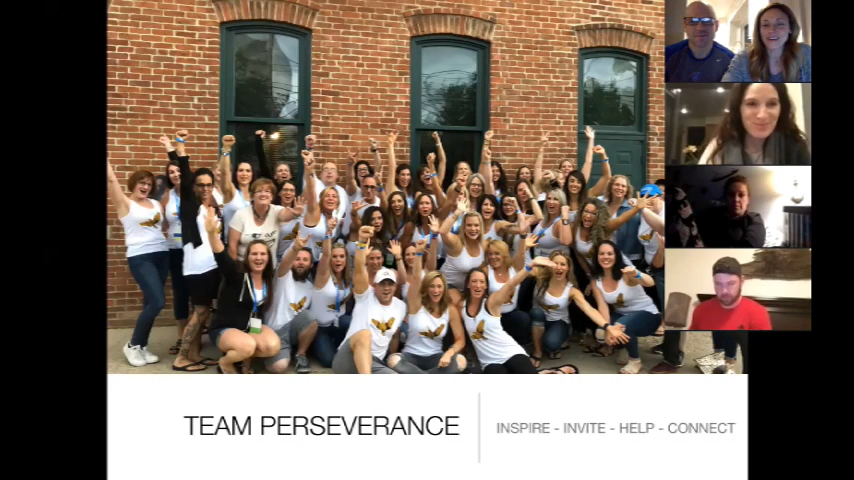 TEAM PERSEVERANCE
INSPIRE - INVITE - HELP - CONNECT